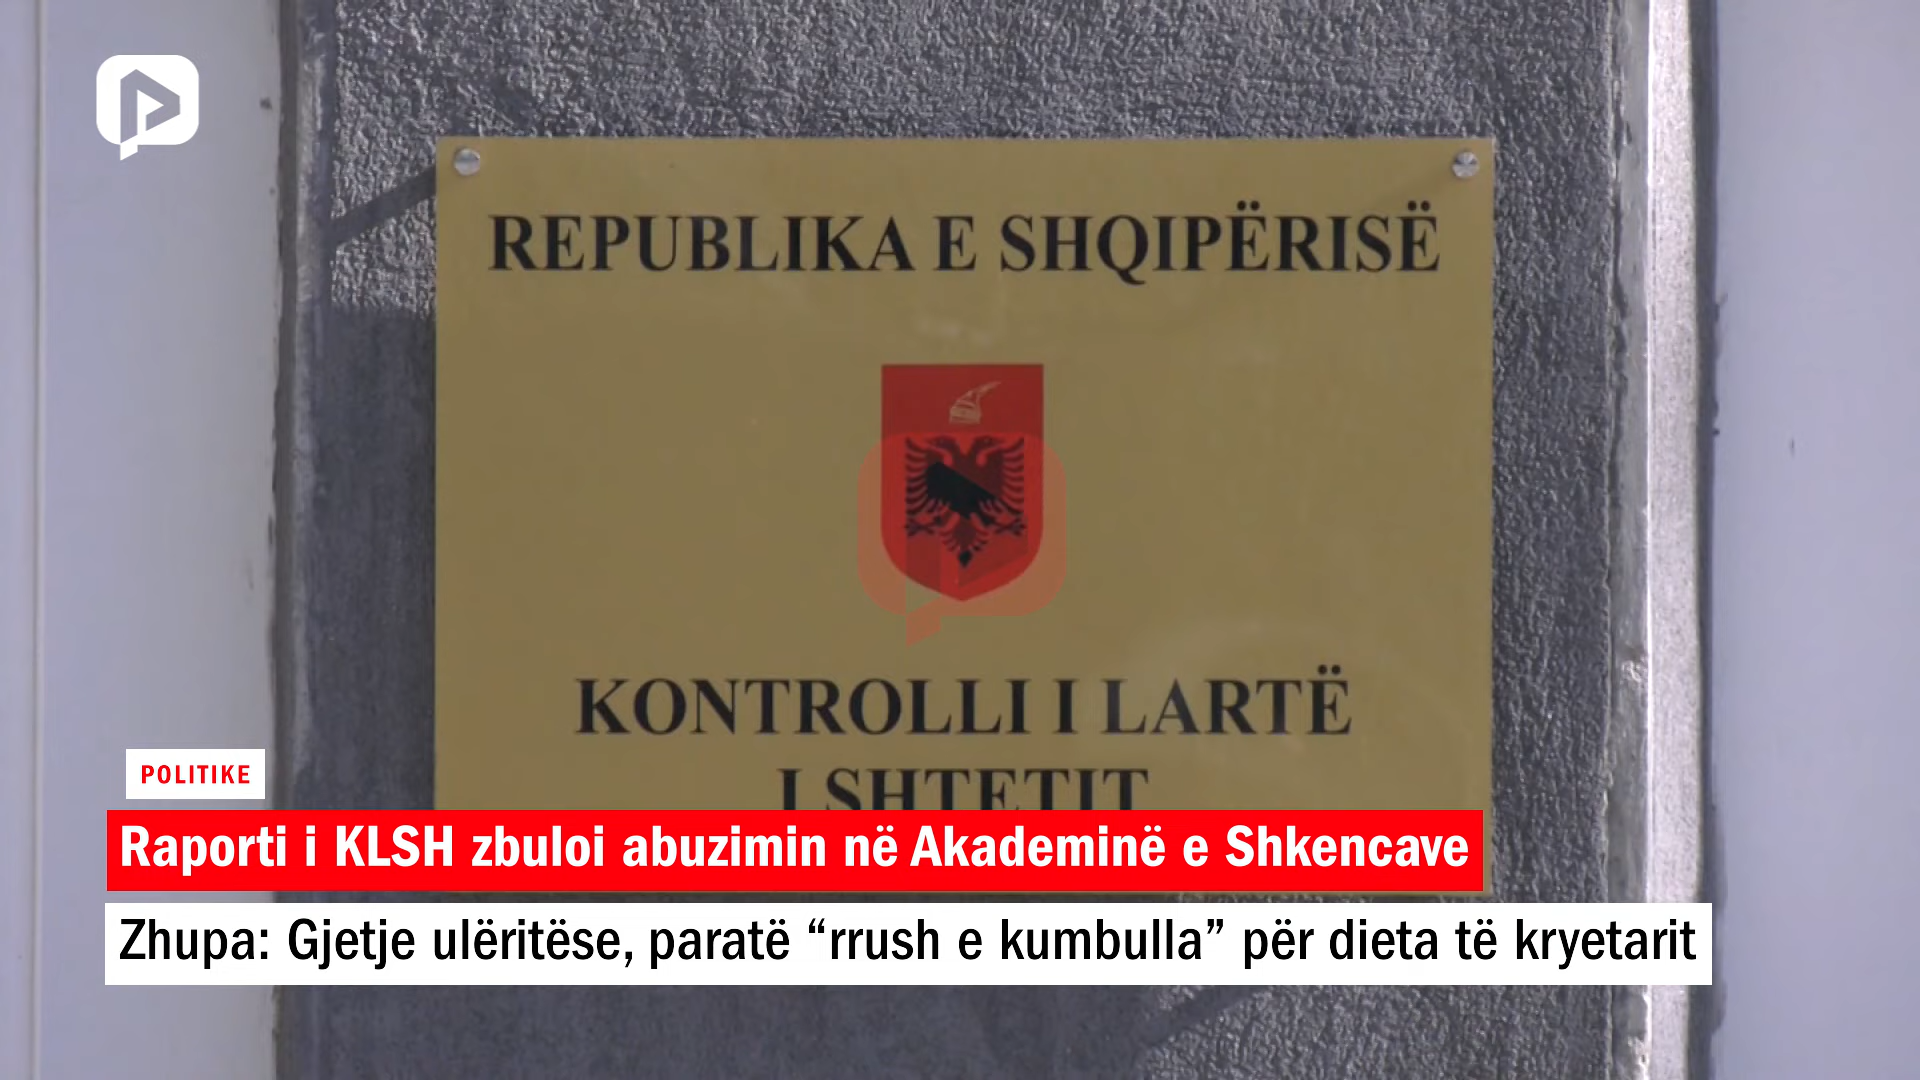 REPUBLIKA E SHQIPËRISË
KONTROLLI I LARTË
I SHTETIT
POLITIKE
Raporti i KLSH zbuloi abuzimin në Akademinë e Shkencave
Zhupa: Gjetje ulëritëse, paratë “rrush e kumbulla” për dieta të kryetarit